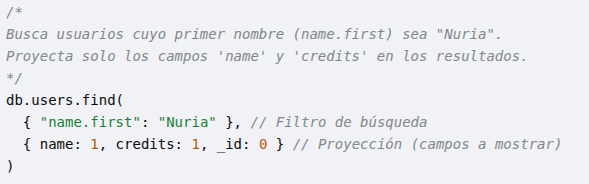 /*
Busca usuarios cuyo primer nombre (name.first) sea "Nuria".
Proyecta solo los campos 'name' y 'credits' en los resultados.
*/
db.users.find(
  { "name.first": "Nuria" }, // Filtro de búsqueda
  { name: 1, credits: 1, _id: 0 } // Proyección (campos a mostrar)
)